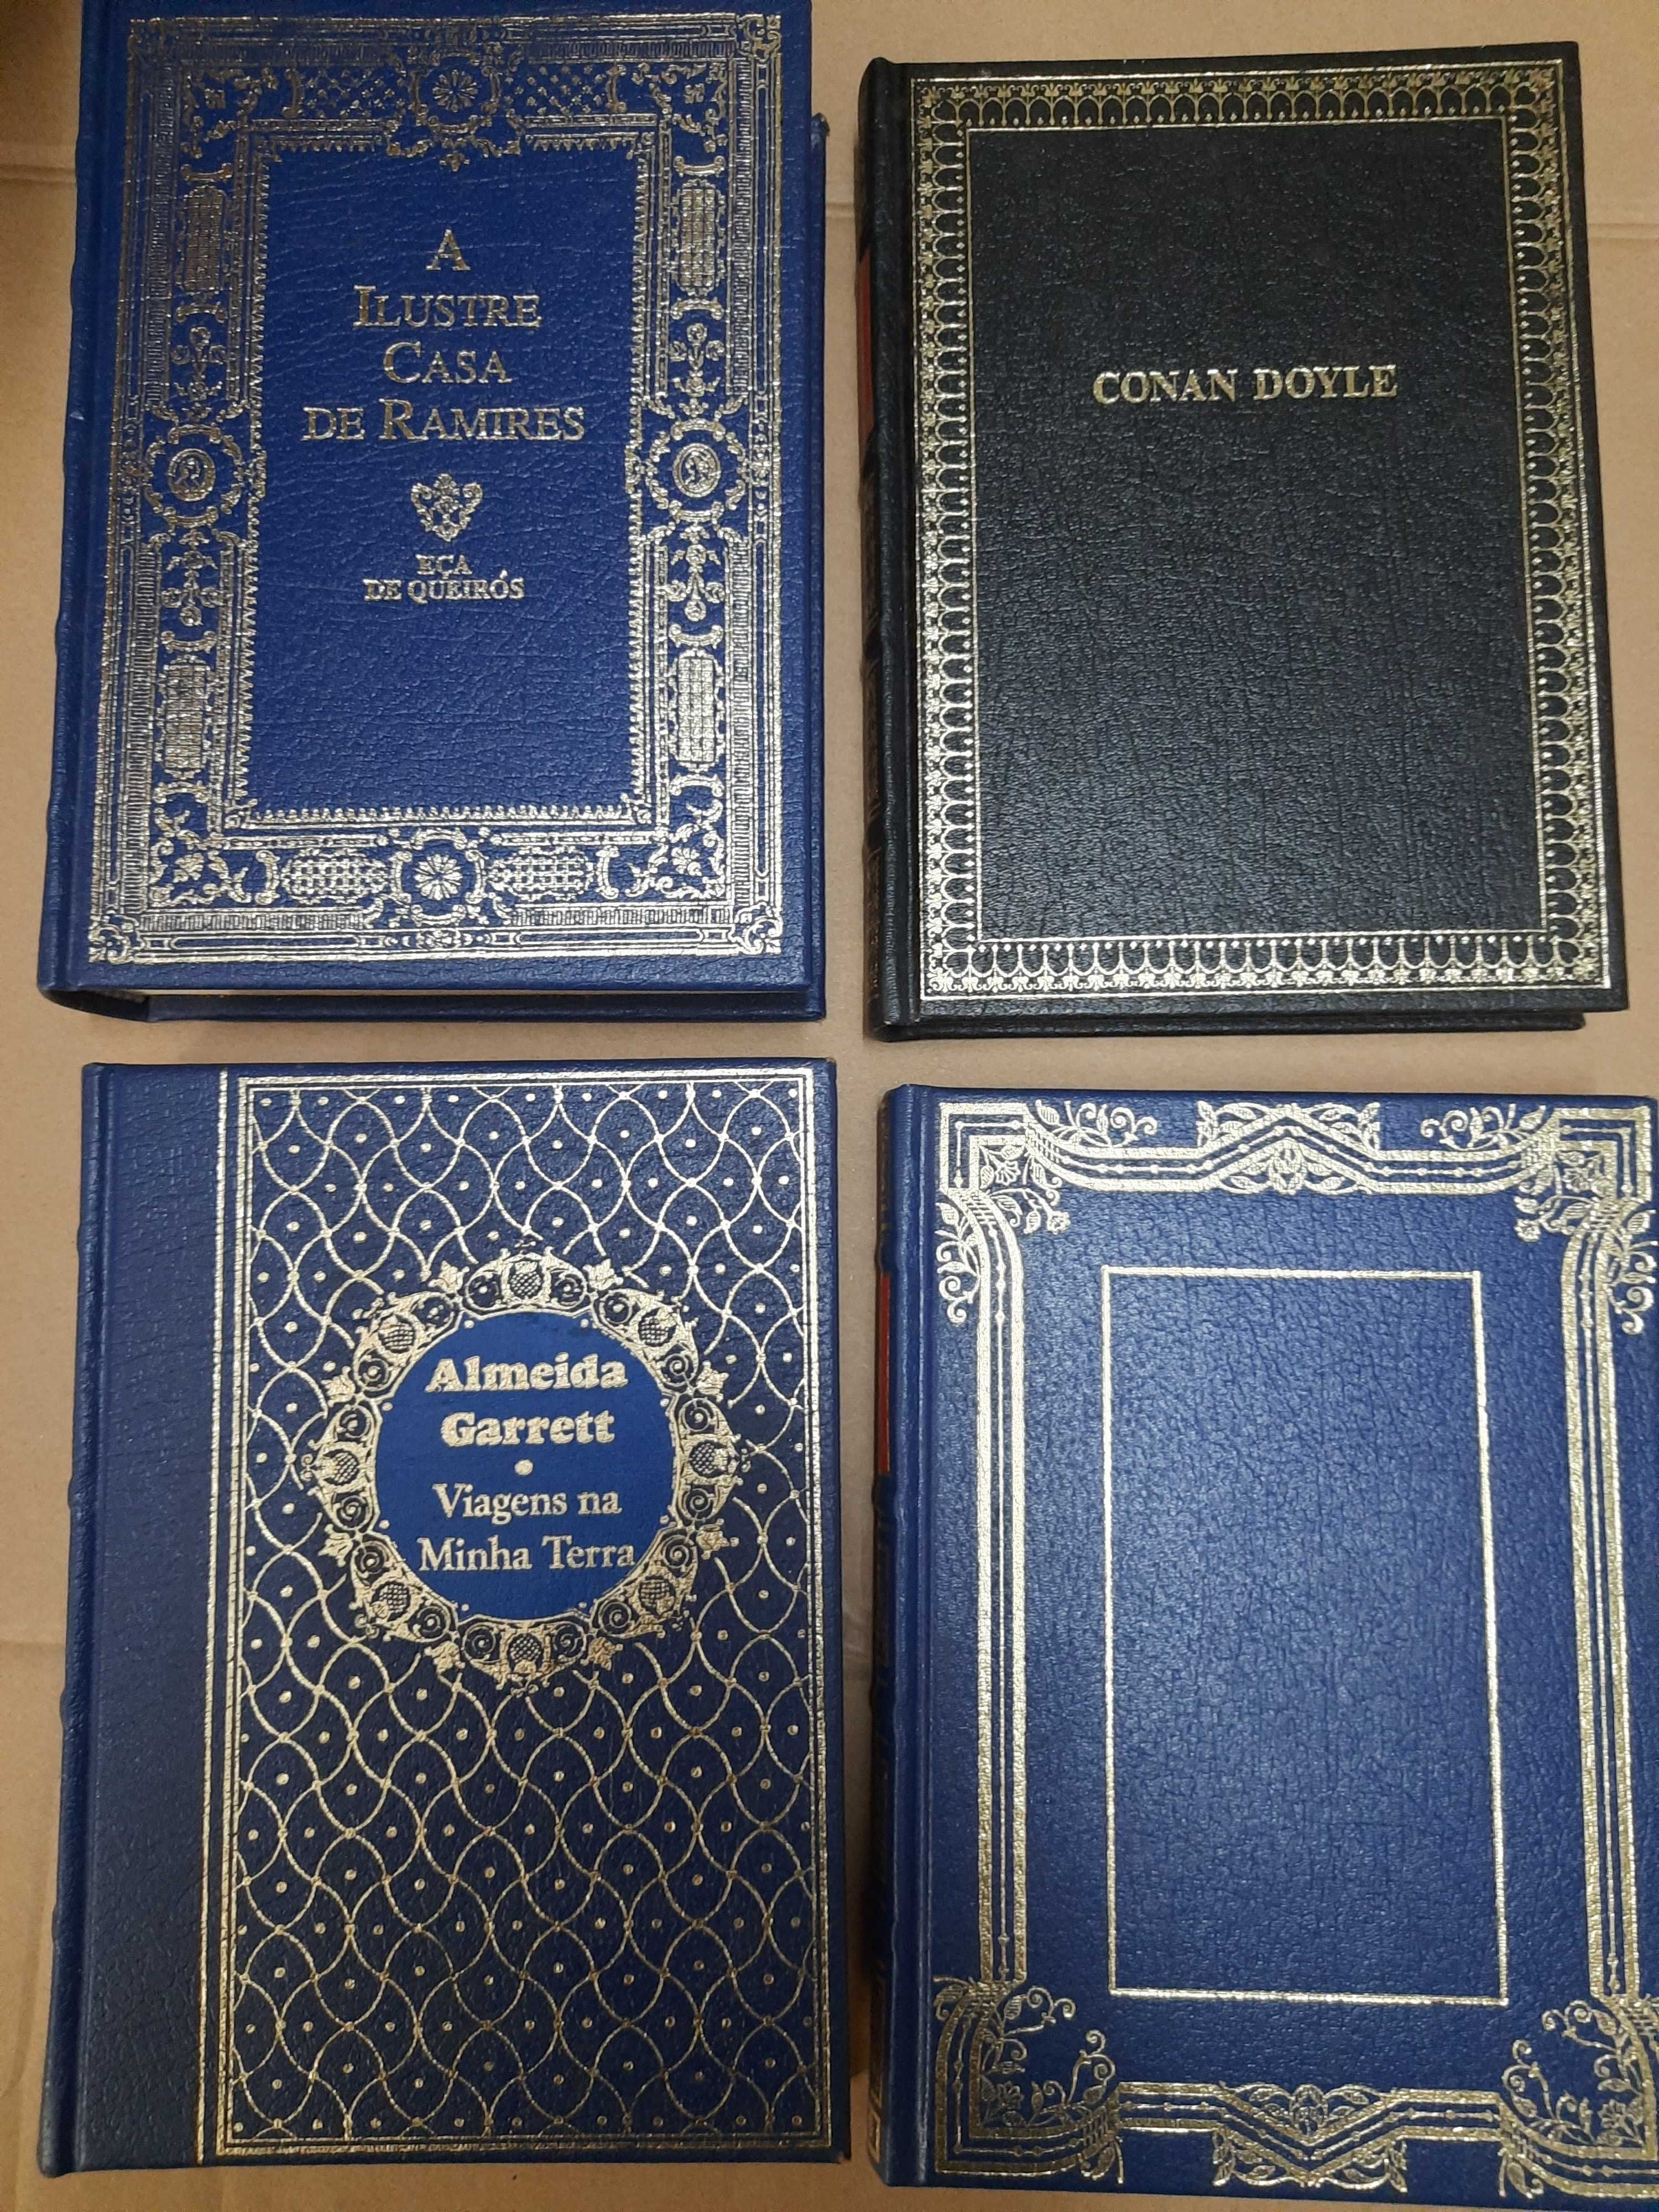 A
ILUSTRE
CASA
DE RAMIRES
EÇA
DE QUEIRÓS
CONAN DOYLE
Almeida
Garrett
Viagens na
Minha Terra